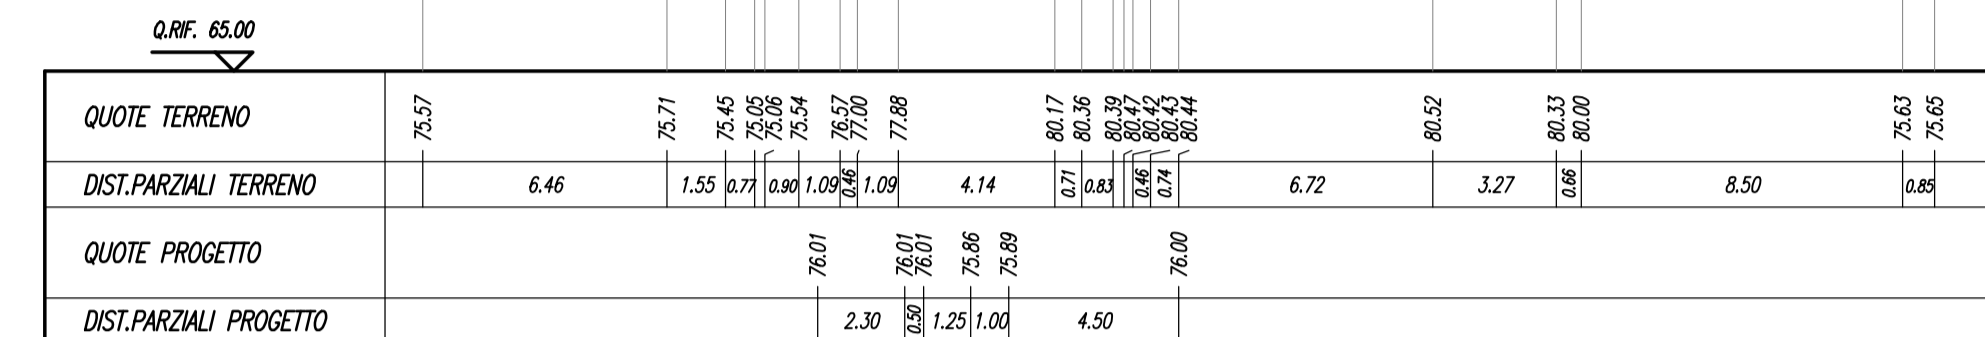 Q.RIF. 65.00
QUOTE TERRENO 75.57 75.71 75.45 75.05 75.06 75.54 76.57 77.00 77.88 80.17 80.36 80.39 80.47 80.42 80.43 80.44 80.52 80.33 80.00 75.63 75.65
DIST.PARZIALI TERRENO 6.46 1.55 0.77 0.90 1.09 0.46 1.09 4.14 0.71 0.83 0.46 0.74 6.72 3.27 0.66 8.50 0.85
QUOTE PROGETTO 76.01 76.01 76.01 75.86 75.89 76.00
DIST.PARZIALI PROGETTO 2.30 0.50 1.25 1.00 4.50